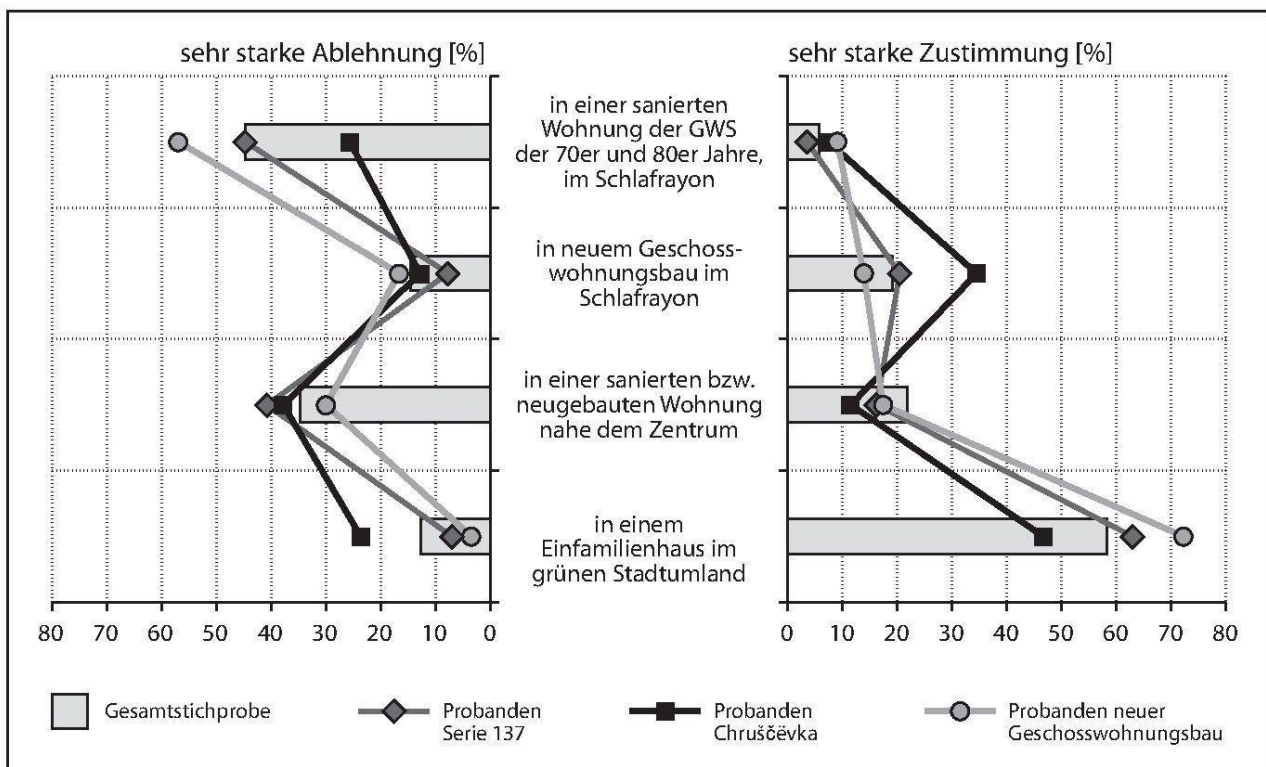 sehr starke Ablehnung [%]
sehr starke Zustimmung [%]
in einer sanierten
Wohnung der GWS
der 70er und 80er Jahre,
im Schlafrayon
in neuem Geschoss-
wohnungsbau im
Schlafrayon
in einer sanierten bzw.
neugebauten Wohnung
nahe dem Zentrum
in einem
Einfamilienhaus im
grünen Stadtumland
80 70 60 50 40 30 20 10 0
0 10 20 30 40 50 60 70 80
Gesamtstichprobe
Probanden
Serie 137
Probanden
Chruščëvka
Probanden neuer
Geschosswohnungsbau